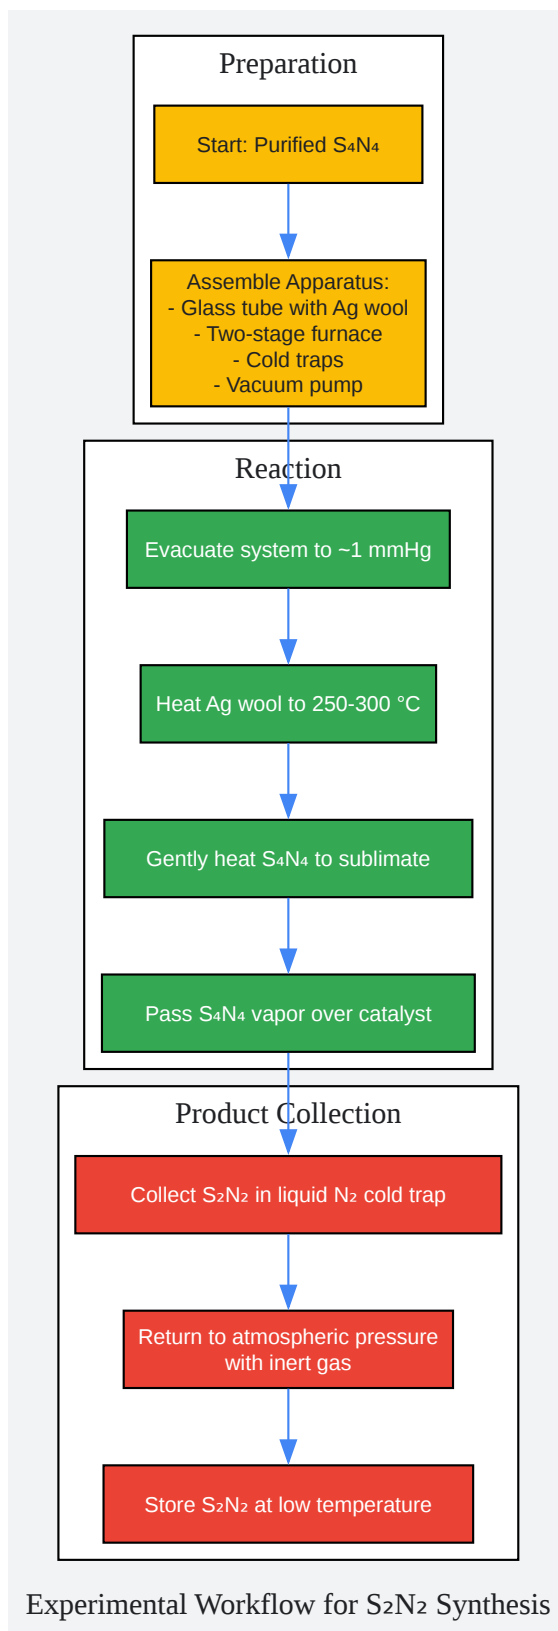 Preparation
Start: Purified S₄N₄
Assemble Apparatus:
- Glass tube with Ag wool
- Two-stage furnace
- Cold traps
- Vacuum pump
Reaction
Evacuate system to ~1 mmHg
Heat Ag wool to 250-300 °C
Gently heat S₄N₄ to sublimate
Pass S₄N₄ vapor over catalyst
Product Collection
Collect S₂N₂ in liquid N₂ cold trap
Return to atmospheric pressure
with inert gas
Store S₂N₂ at low temperature
Experimental Workflow for S₂N₂ Synthesis